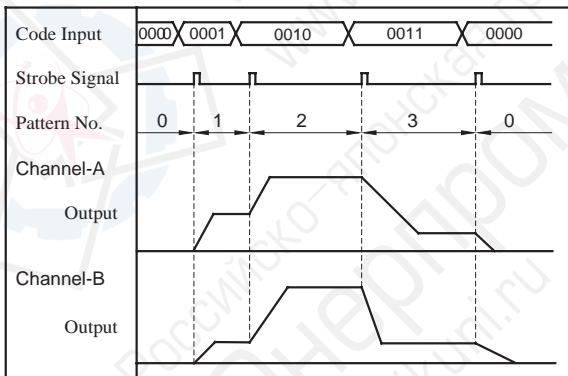 Code Input 0000 0001 0010 0011 0000
Strobe Signal
Pattern No. 0 1 2 3 0
Channel-A
Output
Channel-B
Output